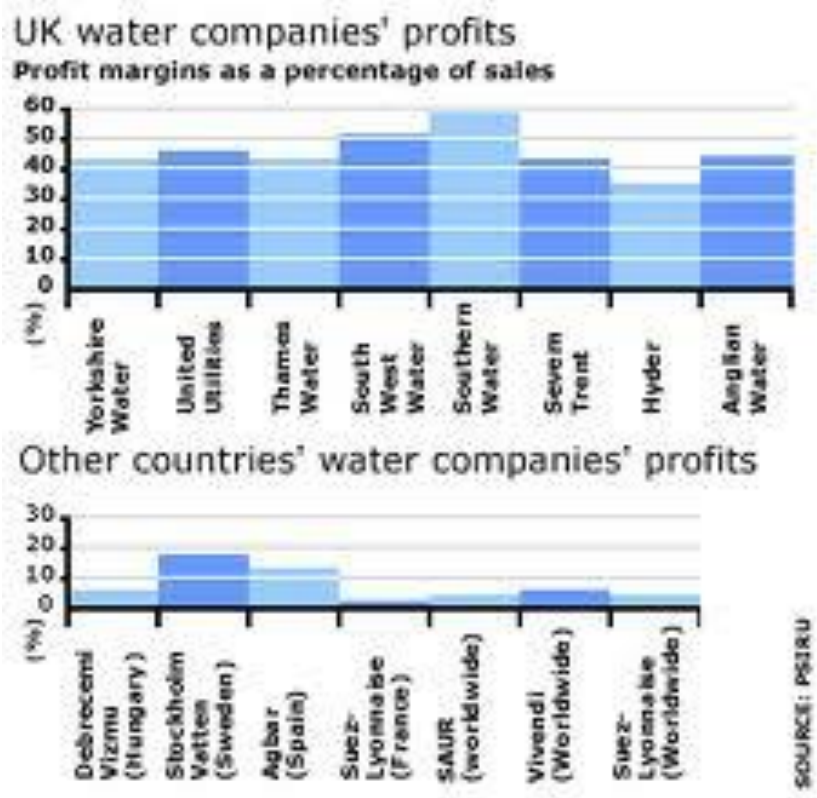 UK water companies' profits
Profit margins as a percentage of sales
60
50
40
30
20
10
0
(%)
Yorkshire
Water
United
Utilities
Thames
Water
South
West
Water
Southern
Water
Severn
Trent
Hyder
Anglian
Water
Other countries' water companies' profits
30
20
10
0
(%)
Debreceni
Vizmu
(Hungary)
Stockholm
Vatten
(Sweden)
Agbar
(Spain)
Suez-
Lyonnaise
(France)
SAUR
(worldwide)
Vivendi
(Worldwide)
Suez-
Lyonnaise
(Worldwide)
SOURCE: PSIRU